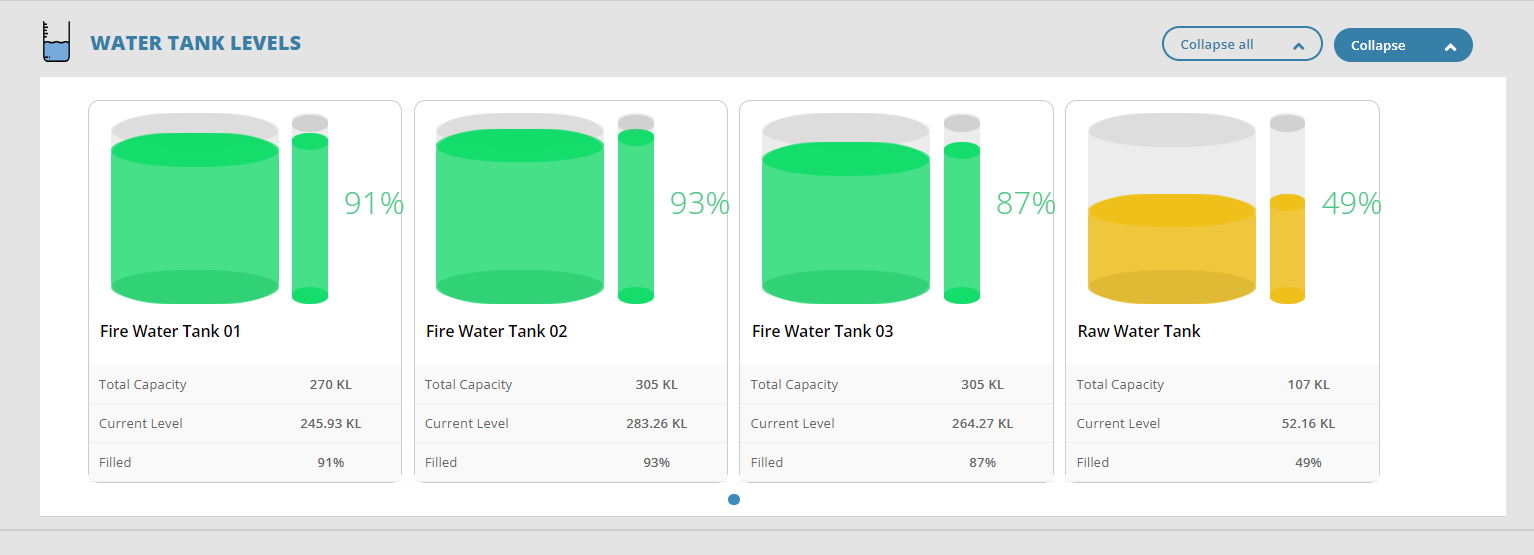 WATER TANK LEVELS
Collapse all
Collapse
91%
93%
87%
49%
Fire Water Tank 01
Fire Water Tank 02
Fire Water Tank 03
Raw Water Tank
Total Capacity 270 KL
Total Capacity 305 KL
Total Capacity 305 KL
Total Capacity 107 KL
Current Level 245.93 KL
Current Level 283.26 KL
Current Level 264.27 KL
Current Level 52.16 KL
Filled 91%
Filled 93%
Filled 87%
Filled 49%